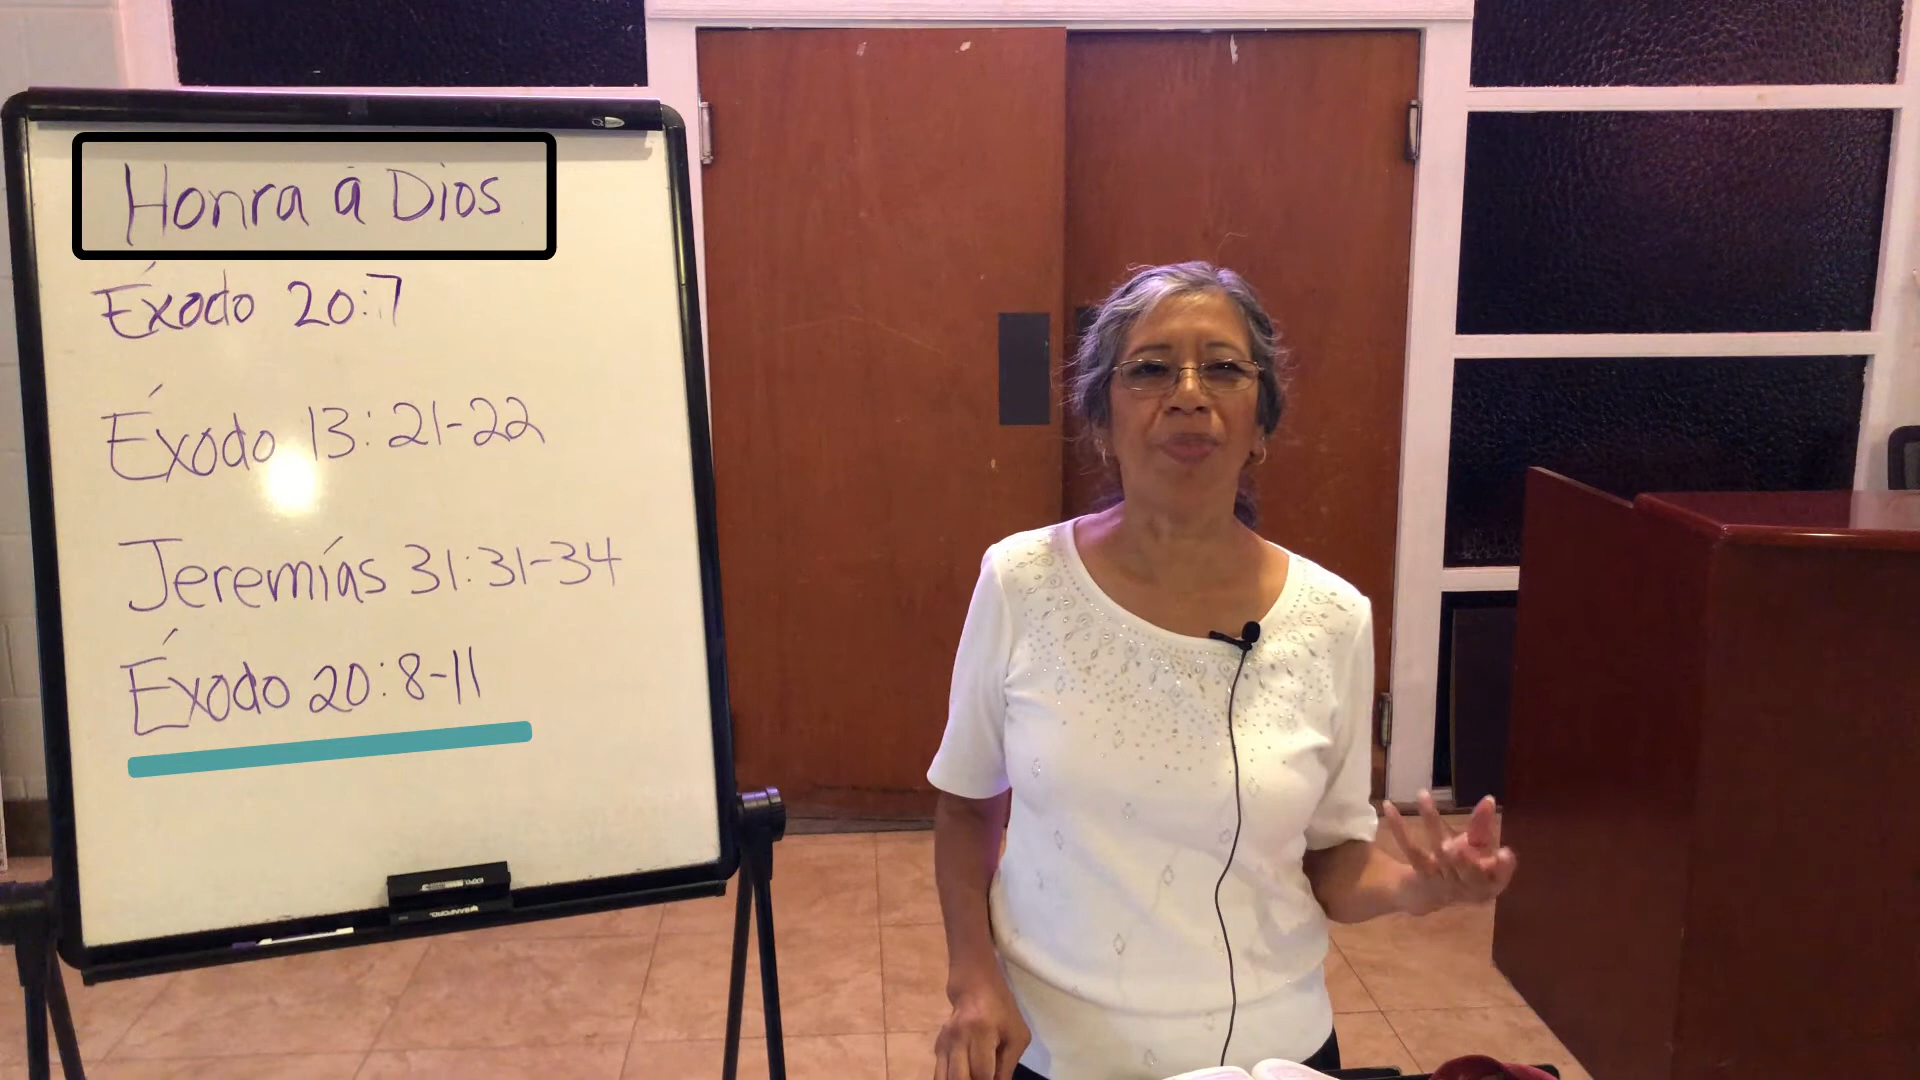 Honra a Dios
Éxodo 20:7
Éxodo 13:21-22
Jeremías 31:31-34
Éxodo 20:8-11